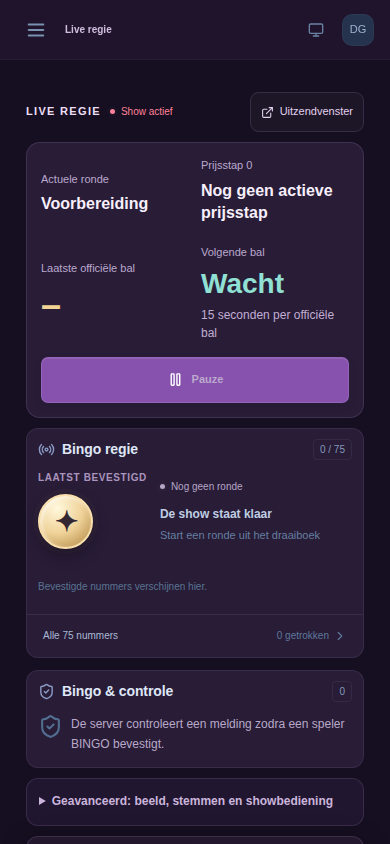 Live regie
DG
LIVE REGIE
Show actief
Uitzendvenster
Actuele ronde
Voorbereiding
Prijsstap 0
Nog geen actieve
prijsstap
Laatste officiële bal
–
Volgende bal
Wacht
15 seconden per officiële
bal
Pauze
Bingo regie
0 / 75
LAATST BEVESTIGD
Nog geen ronde
De show staat klaar
Start een ronde uit het draaiboek
Bevestigde nummers verschijnen hier.
Alle 75 nummers
0 getrokken
Bingo & controle
0
De server controleert een melding zodra een speler
BINGO bevestigt.
Geavanceerd: beeld, stemmen en showbediening